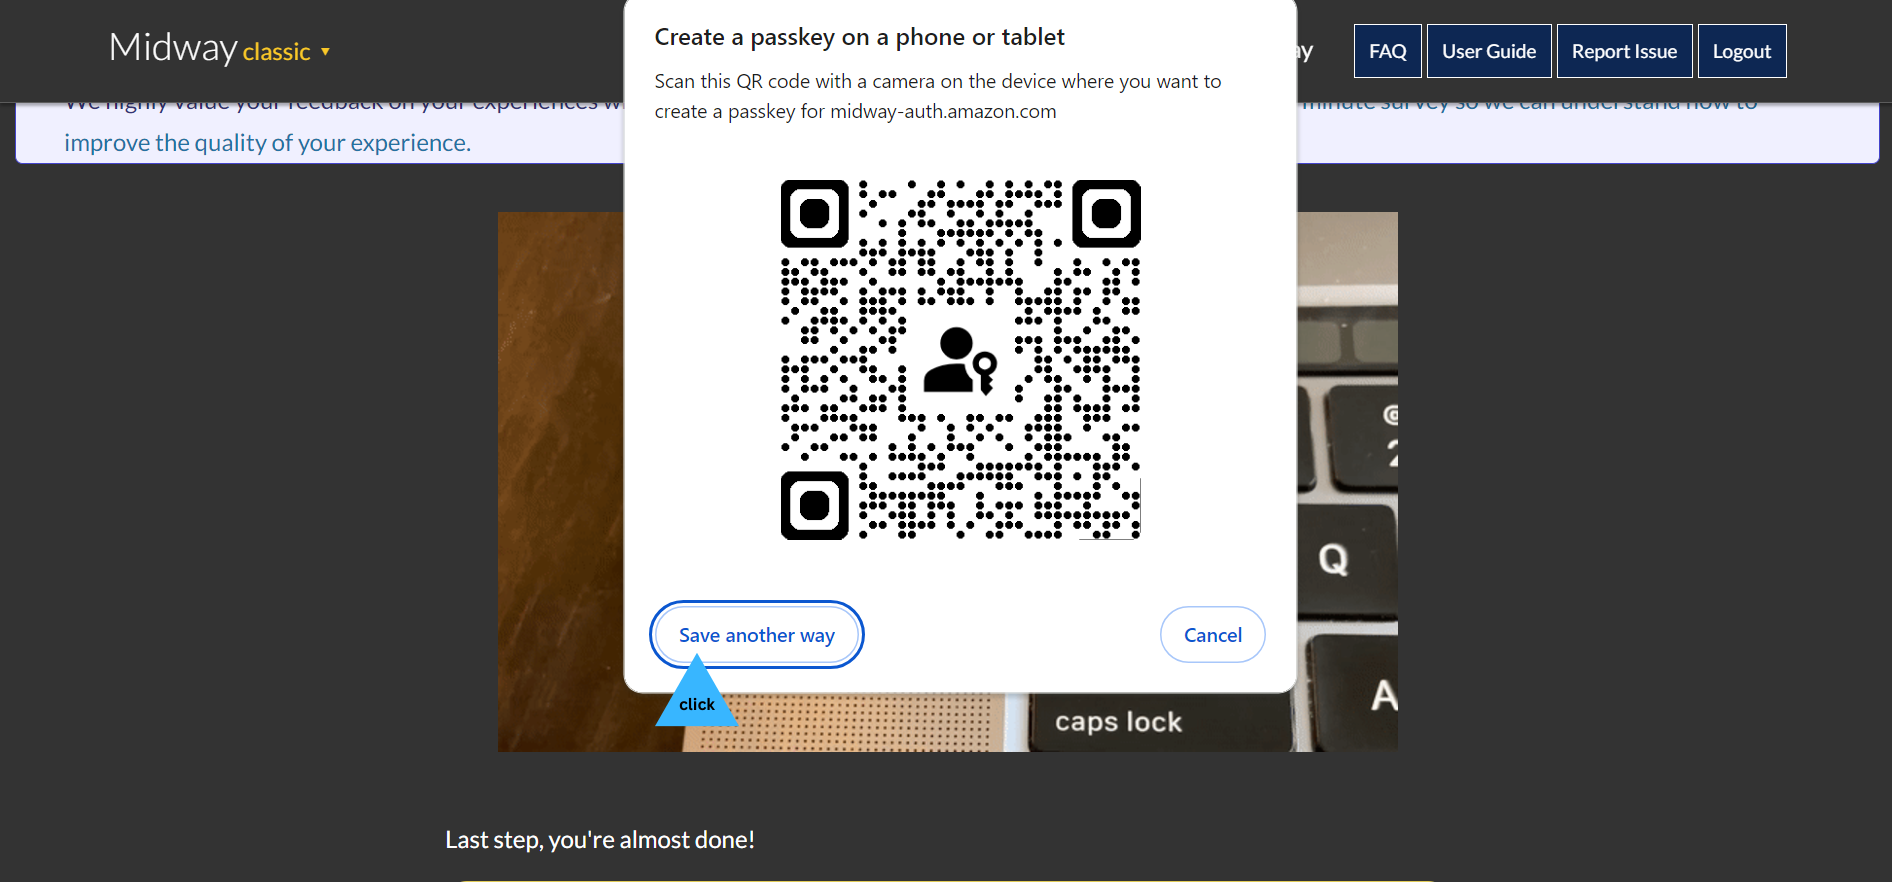 Midway classic ▼
ay
FAQ
User Guide
Report Issue
Logout
We highly value your feedback on your experiences
minute survey so we can understand how to
improve the quality of your experience.
Create a passkey on a phone or tablet
Scan this QR code with a camera on the device where you want to
create a passkey for midway-auth.amazon.com
@
2
Q
Save another way
Cancel
click
A
caps lock
Last step, you're almost done!